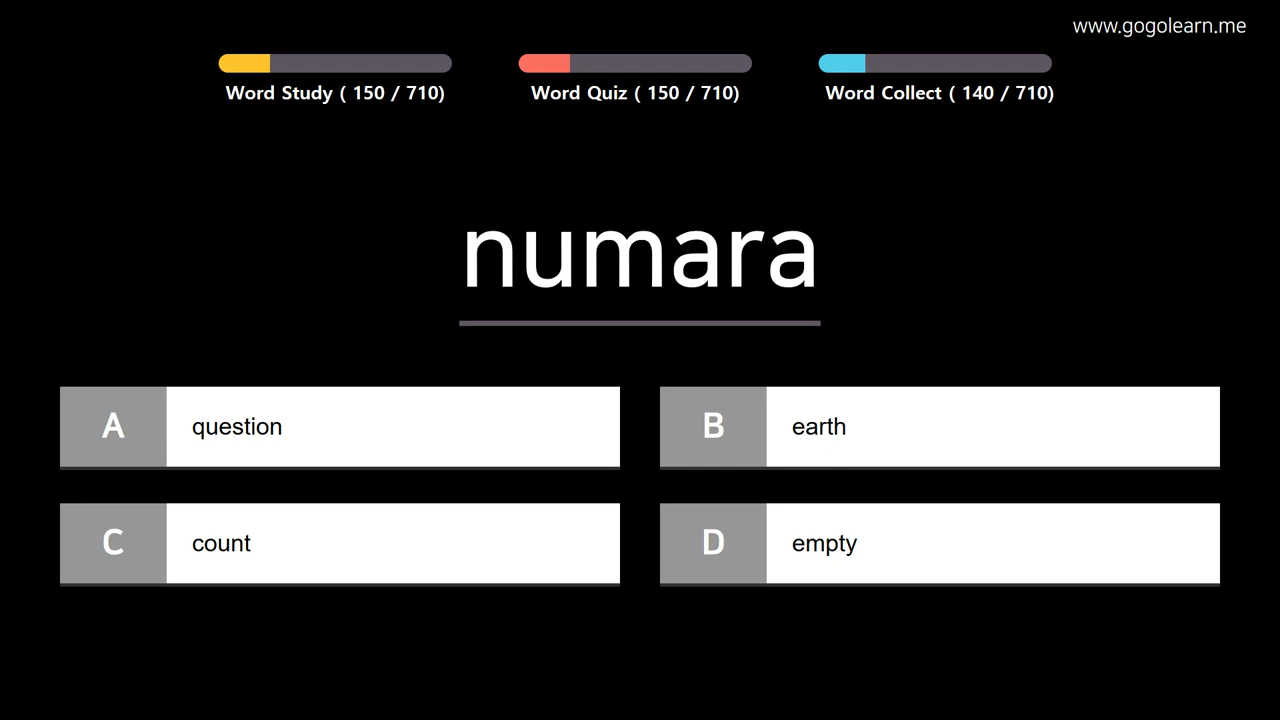 www.gogolearn.me
Word Study ( 150 / 710)
Word Quiz ( 150 / 710)
Word Collect ( 140 / 710)
numara
A question
B earth
C count
D empty